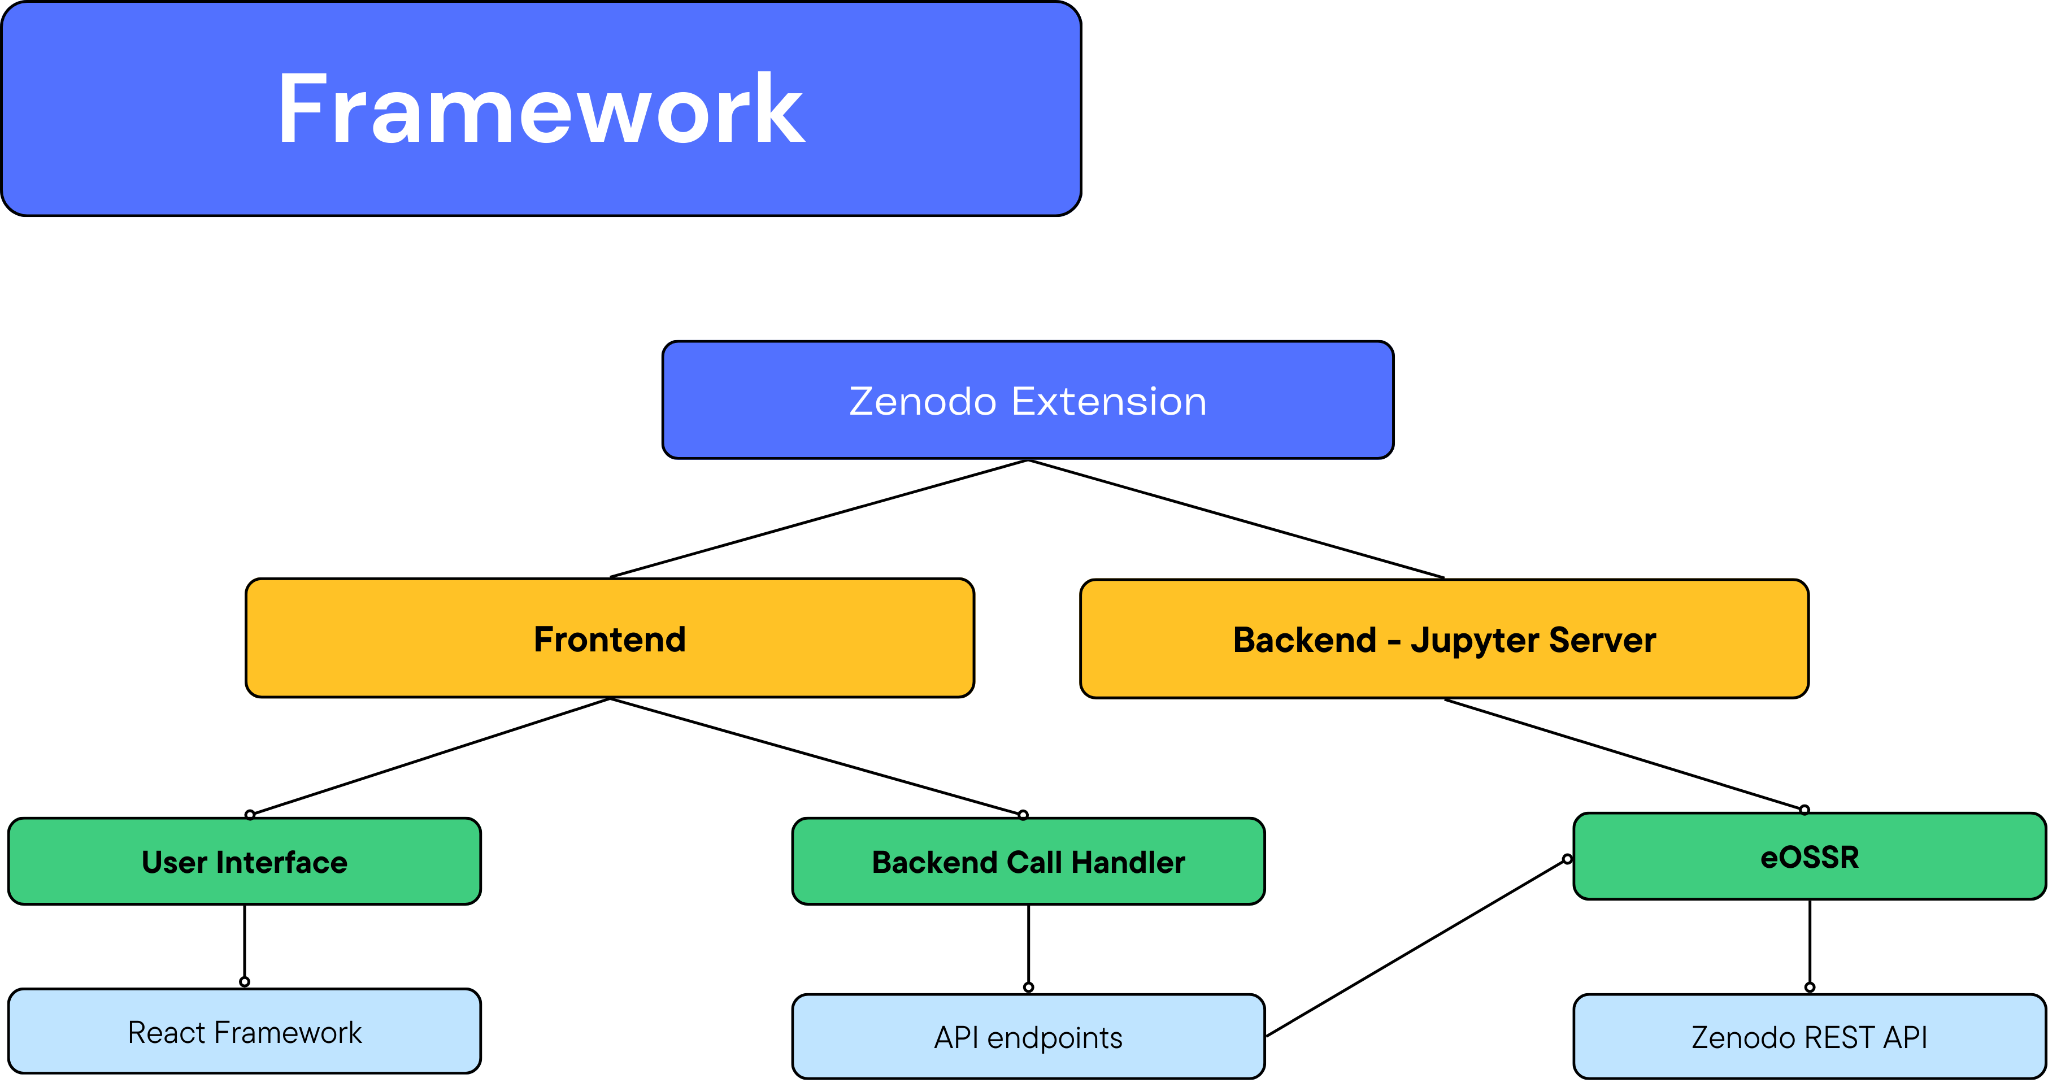 Framework
Zenodo Extension
Frontend
Backend - Jupyter Server
User Interface
Backend Call Handler
eOSSR
React Framework
API endpoints
Zenodo REST API